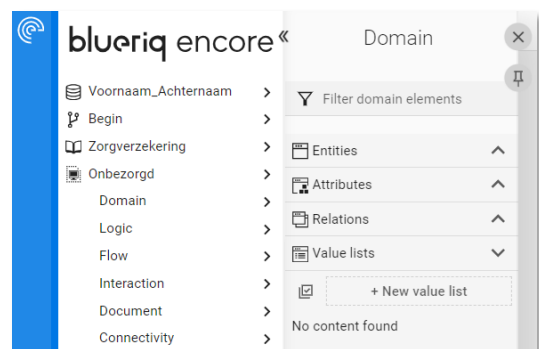 blueriq encore
Voornaam_Achternaam
Begin
Zorgverzekering
Onbezorgd
Domain
Logic
Flow
Interaction
Document
Connectivity
Domain
Filter domain elements
Entities
Attributes
Relations
Value lists
+ New value list
No content found